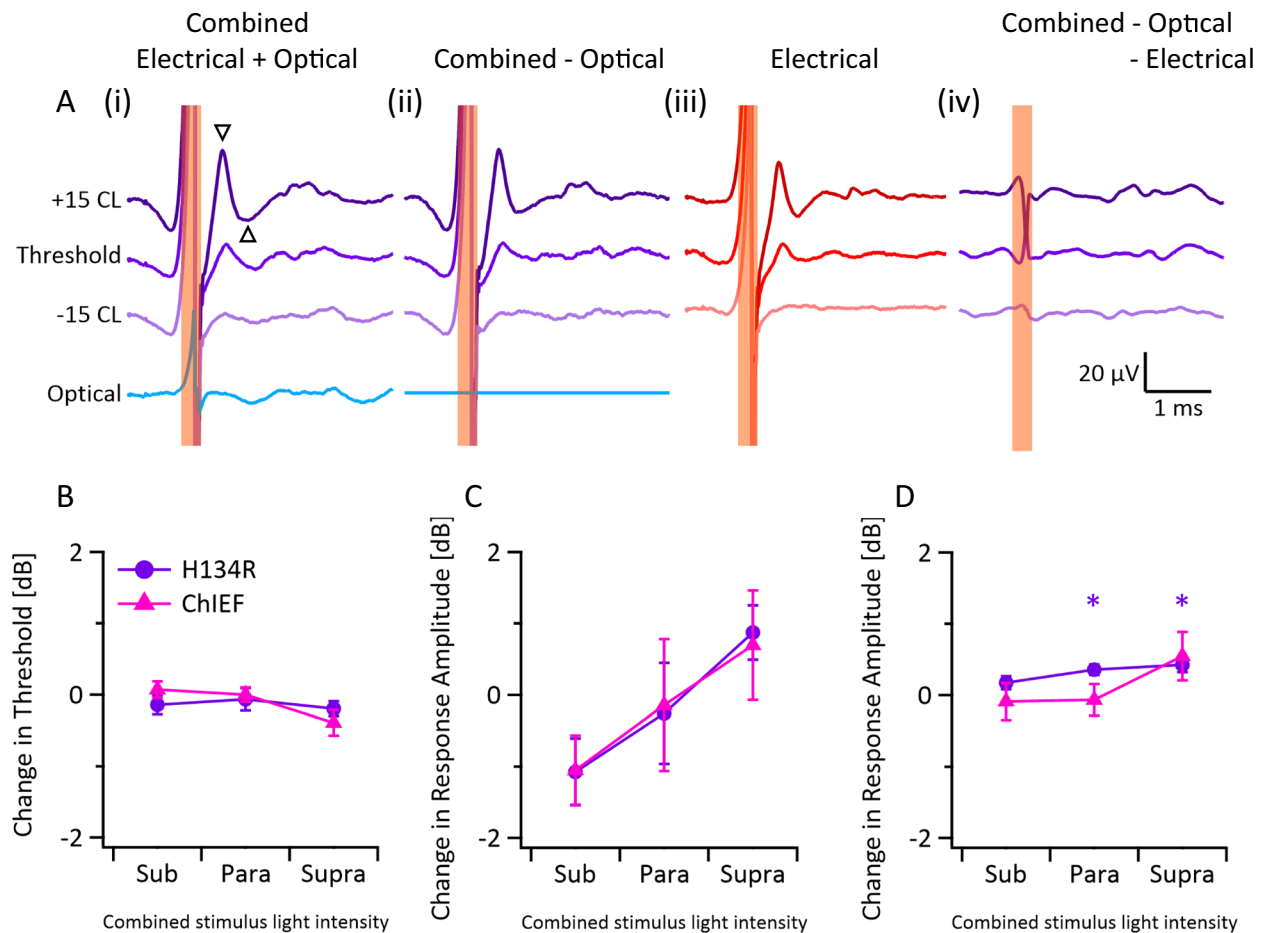 Combined
Electrical + Optical
Combined - Optical
Electrical
Combined - Optical
- Electrical
A (i) (ii) (iii) (iv)
+15 CL
Threshold
-15 CL
Optical
20 µV
1 ms
B
Change in Threshold [dB]
2
0
-2
H134R
ChIEF
Sub Para Supra
Combined stimulus light intensity
C
Change in Response Amplitude [dB]
2
0
-2
Sub Para Supra
Combined stimulus light intensity
D
Change in Response Amplitude [dB]
2
0
-2
* *
Sub Para Supra
Combined stimulus light intensity